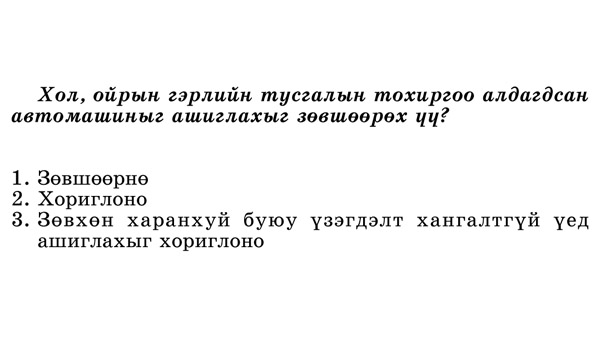 Хол, ойрын гэрлийн тусгалын тохиргоо алдагдсан
автомашиныг ашиглахыг зөвшөөрөх үү?
1. Зөвшөөрнө
2. Хориглоно
3. Зөвхөн харанхуй буюу үзэгдэлт хангалтгүй үед
ашиглахыг хориглоно